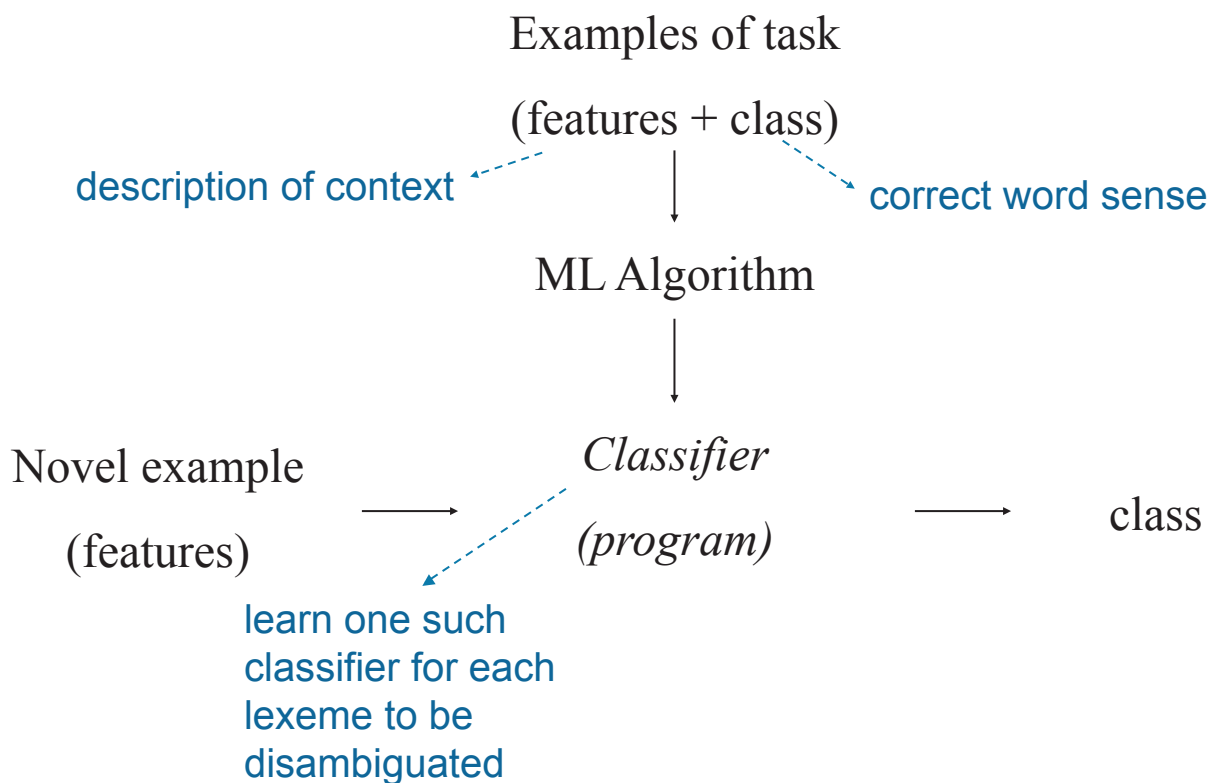 Examples of task
(features + class)
description of context
correct word sense
ML Algorithm
Novel example
(features)
Classifier
(program)
class
learn one such
classifier for each
lexeme to be
disambiguated